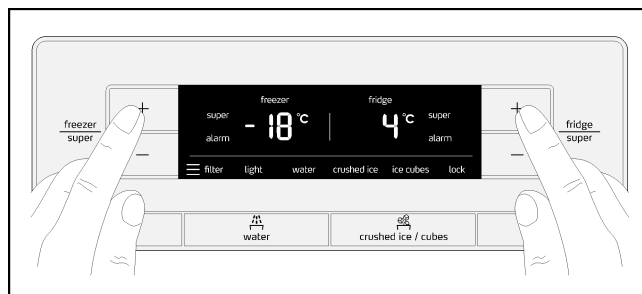 freezer fridge
super - 18 °C 4 °C super
alarm alarm
filter light water crushed ice ice cubes lock
+ +
freezer
super
fridge
super
- -
water crushed ice / cubes